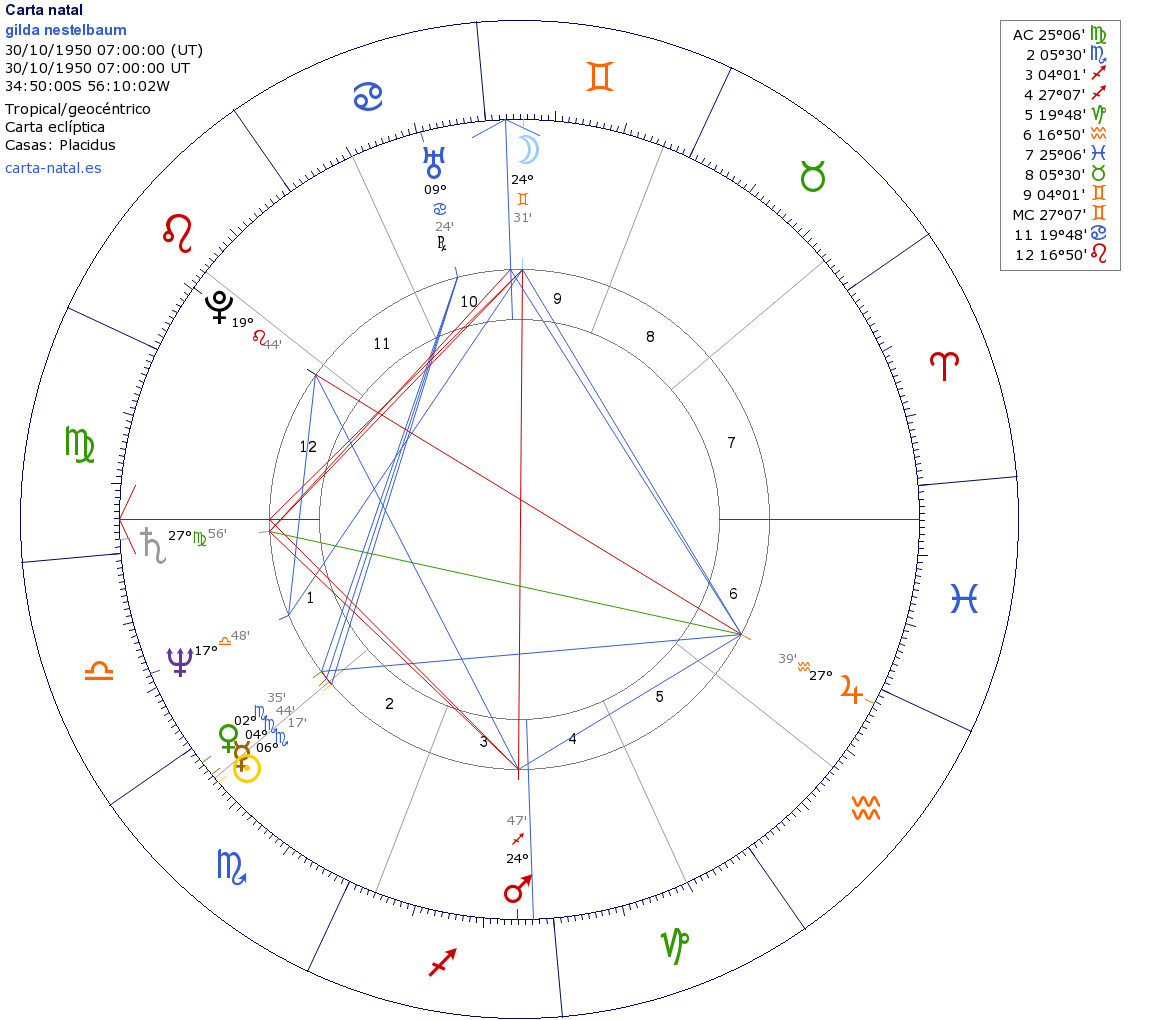 Carta natal
gilda nestelbaum
30/10/1950 07:00:00 (UT)
30/10/1950 07:00:00 UT
34:50:00S 56:10:02W
Tropical/geocéntrico
Carta eclíptica
Casas: Placidus
carta-natal.es
AC 25°06' ♍
2 05°30' ♏
3 04°01' ♐
4 27°07' ♐
5 19°48' ♑
6 16°50' ♒
7 25°06' ♓
8 05°30' ♉
9 04°01' ♊
MC 27°07' ♊
11 19°48' ♋
12 16°50' ♌
♊
♋
♉
♌
♈
♍
♓
♎
♒
♏
♑
♐
♅ 09° ♋ 24' ℞
☽ 24° ♊ 31'
♇ 19° ♌ 44'
♄ 27° ♍ 56'
♆ 17° ♎ 48'
♀ 02° ♏ 35'
☿ 04° ♏ 44'
☉ 06° ♏ 17'
47' ♐ 24° ♂
39' ♒ 27° ♃
10
9
11
8
12
7
1
6
2
5
3
4